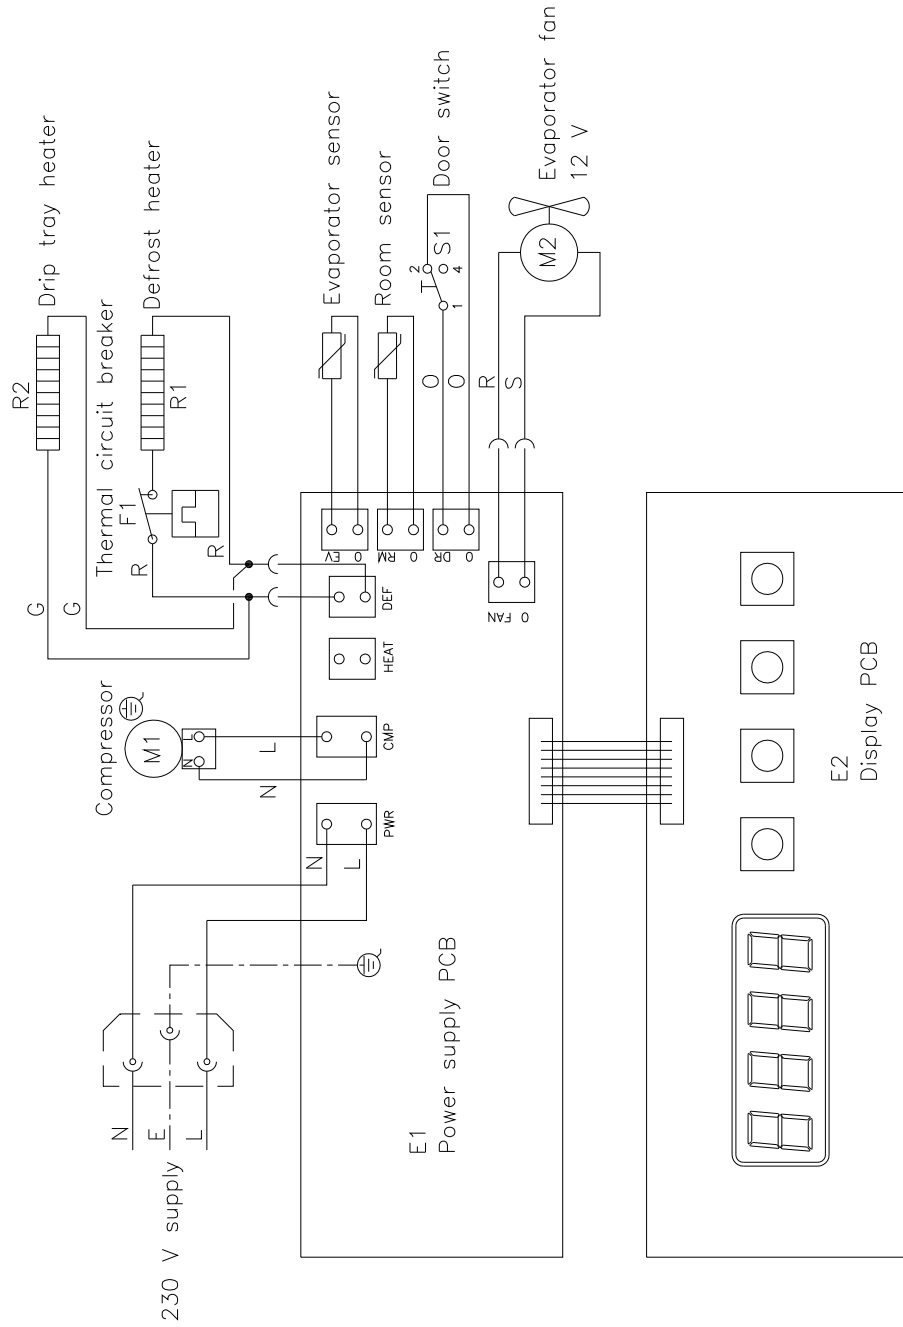 230 V supply
N
E
L
Compressor
M1
N
L
N
L
N
L
PWR
CMP
HEAT
DEF
G
G
R2
Drip tray heater
Thermal circuit breaker
F1
R
R
R1
Defrost heater
EV
0
RM
0
DR
0
0 FAN
Evaporator sensor
Room sensor
O
O
1
2
4
T
S1
Door switch
R
S
M2
Evaporator fan
12 V
E1
Power supply PCB
E2
Display PCB